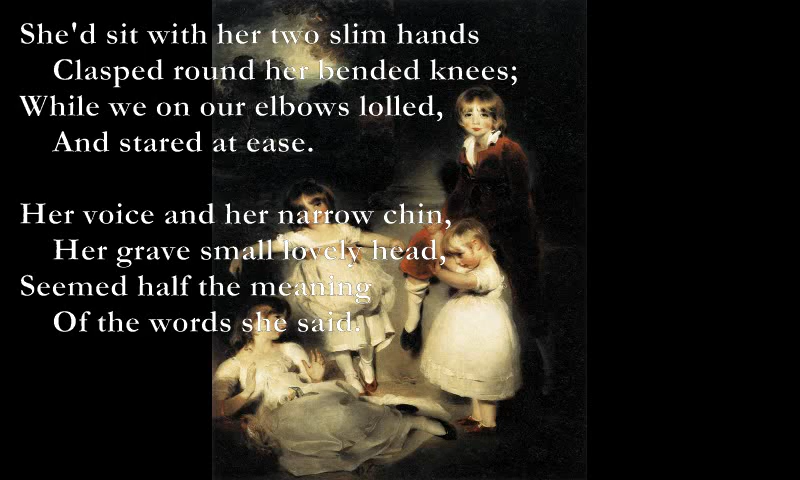 She'd sit with her two slim hands
Clasped round her bended knees;
While we on our elbows lolled,
And stared at ease.

Her voice and her narrow chin,
Her grave small lovely head,
Seemed half the meaning
Of the words she said.